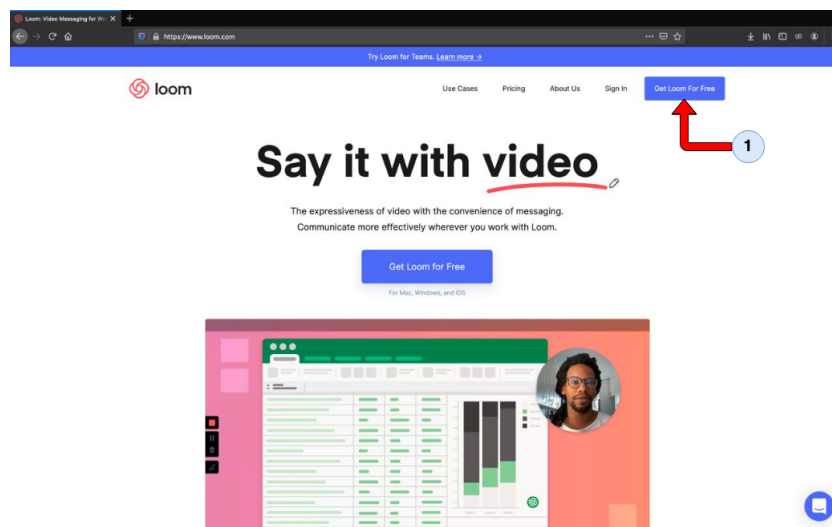 Loom: Video Messaging for Wo
https://www.loom.com
Try Loom for Teams. Learn more →
loom
Use Cases Pricing About Us Sign In Get Loom For Free
1
Say it with video
The expressiveness of video with the convenience of messaging.
Communicate more effectively wherever you work with Loom.
Get Loom for Free
For Mac, Windows, and iOS